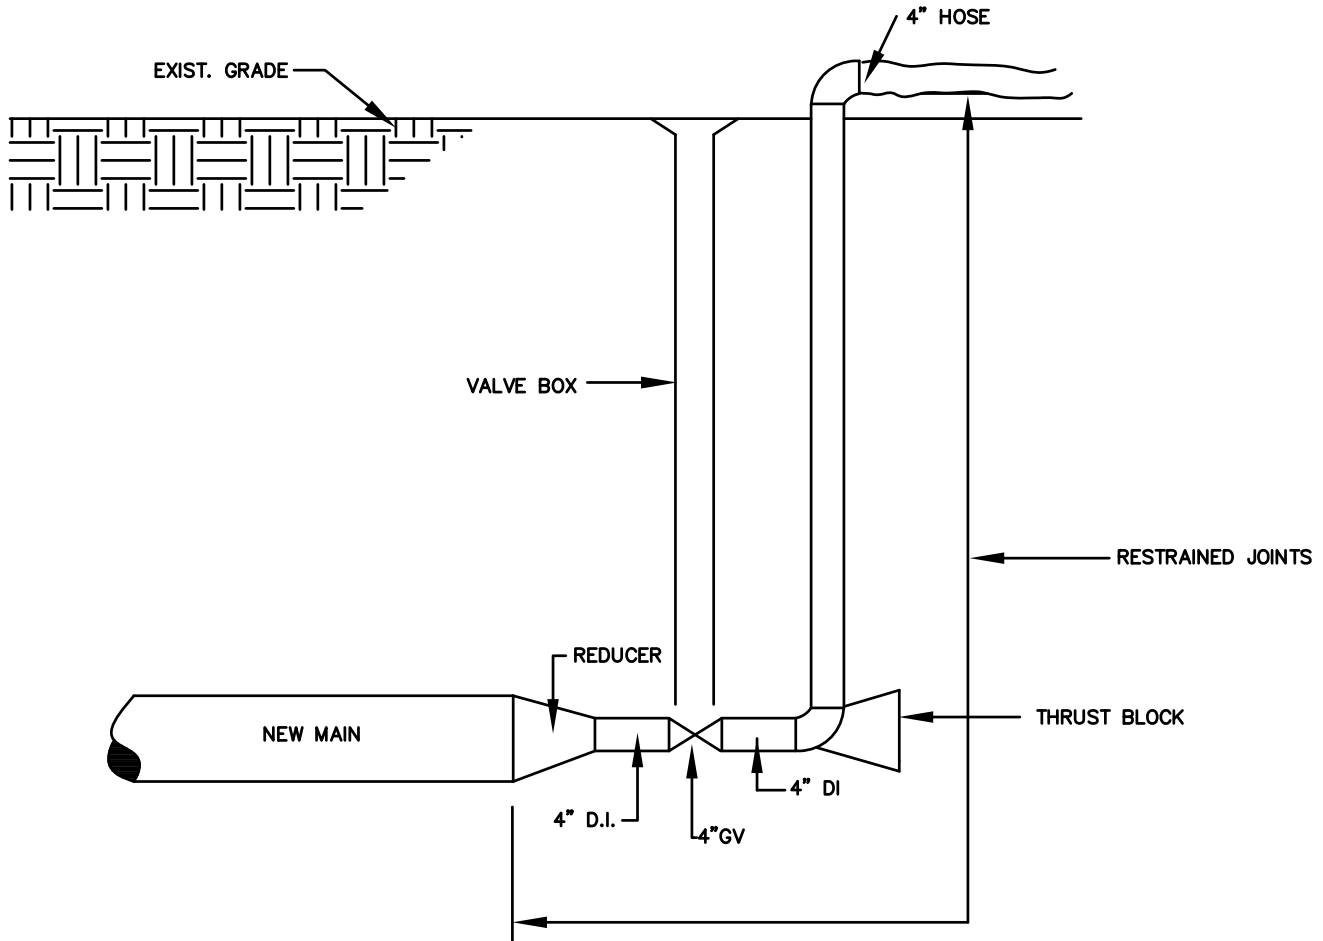 4" HOSE
EXIST. GRADE
VALVE BOX
RESTRAINED JOINTS
REDUCER
THRUST BLOCK
NEW MAIN
4" DI
4" D.I.
4"GV